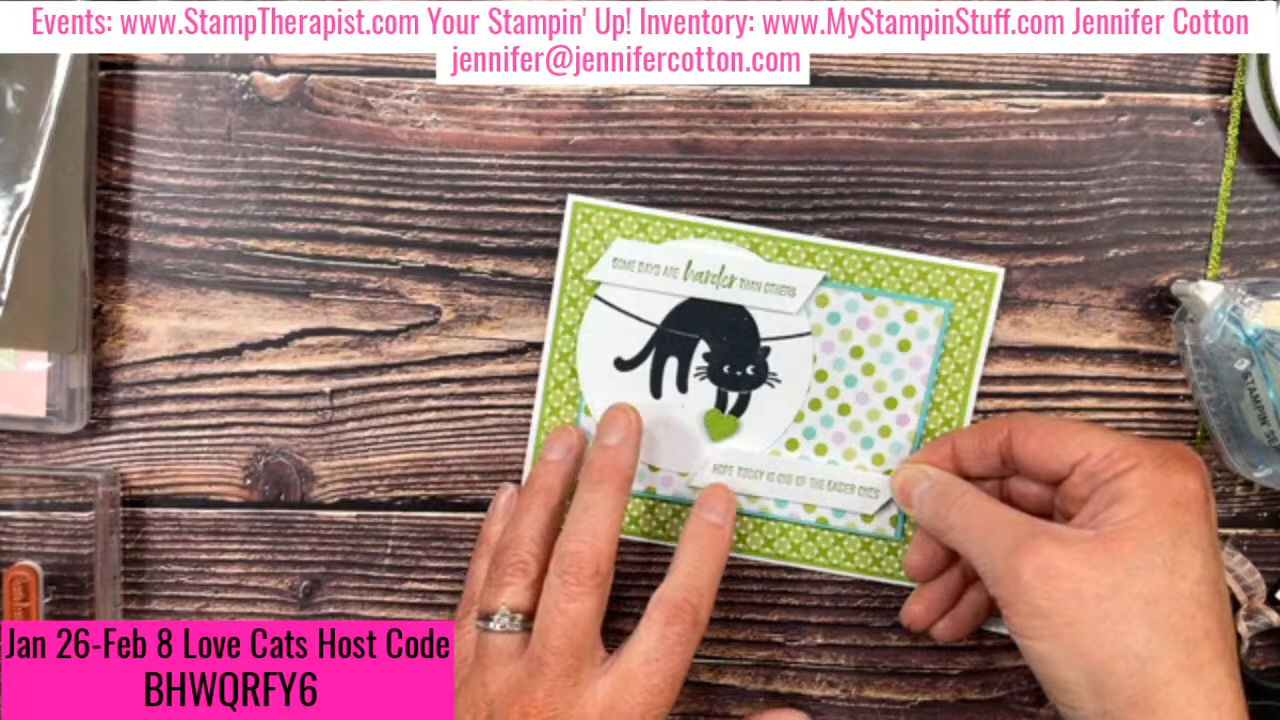 Events: www.StampTherapist.com Your Stampin' Up! Inventory: www.MyStampinStuff.com Jennifer Cotton
jennifer@jennifercotton.com
SOME DAYS ARE harder THAN OTHERS
HOPE TODAY IS ONE OF THE EASIER ONES
STAMPIN'
Jan 26-Feb 8 Love Cats Host Code
BHWQRFY6